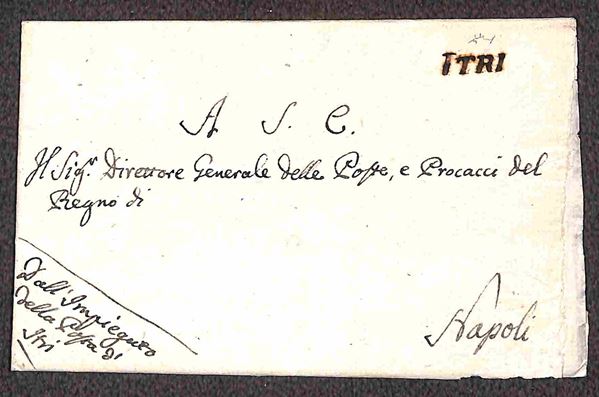 ITRI
A S. E.
Il Sig.r Direttore Generale delle Poste, e Procacci del
Regno di
Napoli
Dall'Impiegato
della Posta di
Itri